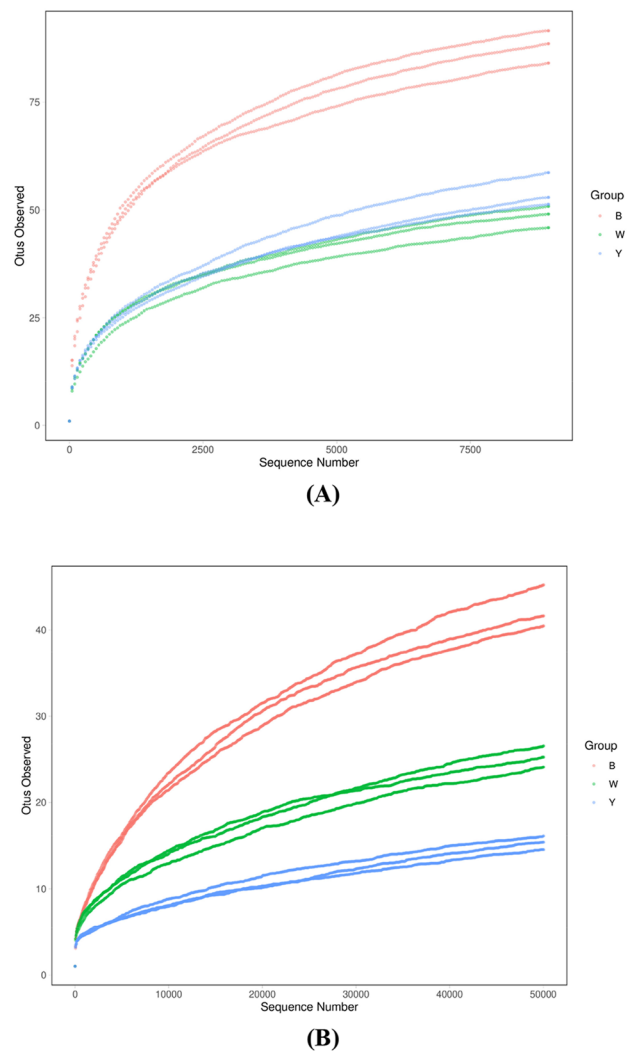 75
50
25
0
Otus Observed
0 2500 5000 7500
Sequence Number
Group
B
W
Y
(A)
40
30
20
10
0
Otus Observed
0 10000 20000 30000 40000 50000
Sequence Number
Group
B
W
Y
(B)